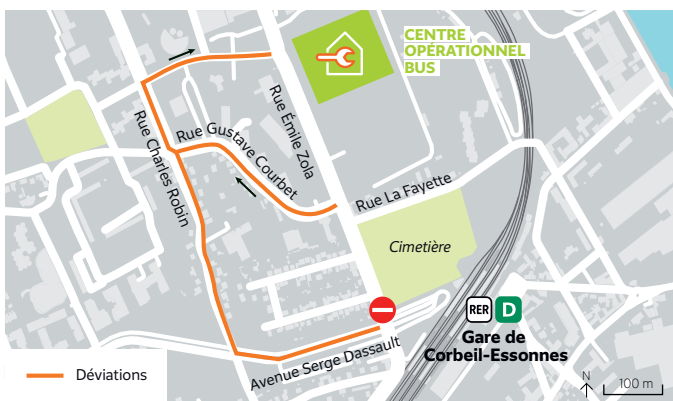 CENTRE
OPÉRATIONNEL
BUS
Rue Émile Zola
Rue Gustave Courbet
Rue Charles Robin
Rue La Fayette
Cimetière
RER D
Gare de
Corbeil-Essonnes
Avenue Serge Dassault
Déviations
N
100 m